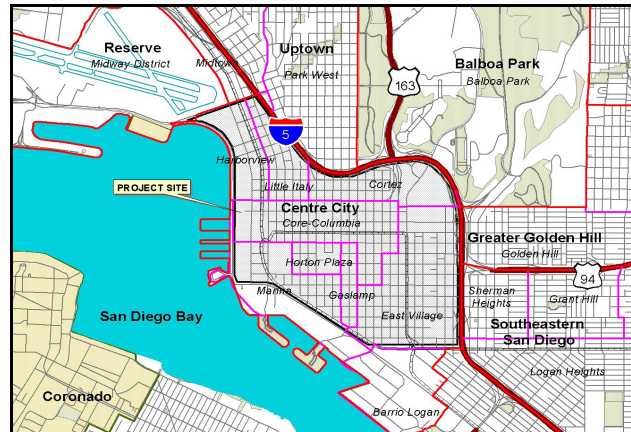 Reserve
Midway District
Midtown
Uptown
Park West
Balboa Park
Balboa Park
163
5
Harborview
PROJECT SITE
Little Italy
Cortez
Centre City
Core-Columbia
Greater Golden Hill
Golden Hill
Horton Plaza
94
Marina
Gaslamp
Sherman
Heights
Grant Hill
San Diego Bay
East Village
Southeastern
San Diego
Logan Heights
Coronado
Barrio Logan